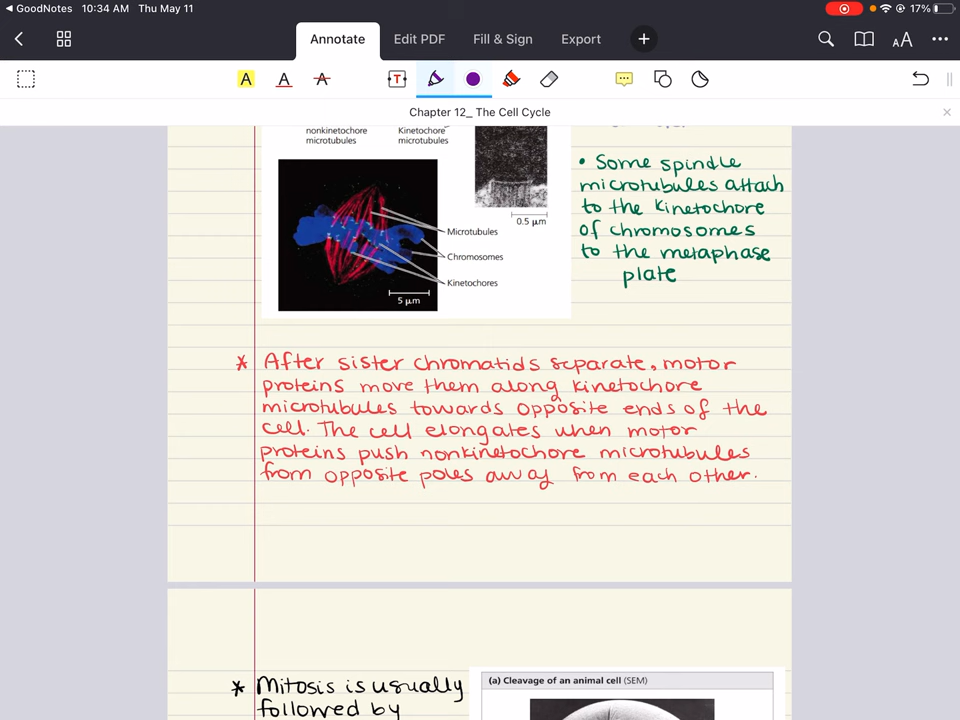 GoodNotes 10:34 AM Thu May 11 17%
Annotate Edit PDF Fill & Sign Export
A A A T AA
Chapter 12_ The Cell Cycle
nonkinetochore
microtubules
Kinetochore
microtubules
0.5 µm
Microtubules
Chromosomes
Kinetochores
5 µm
• Some spindle
microtubules attach
to the kinetochore
of chromosomes
to the metaphase
plate
* After sister chromatids separate, motor
proteins move them along kinetochore
microtubules towards opposite ends of the
cell. The cell elongates when motor
proteins push nonkinetochore microtubules
from opposite poles away from each other.
* Mitosis is usually
followed by
(a) Cleavage of an animal cell (SEM)